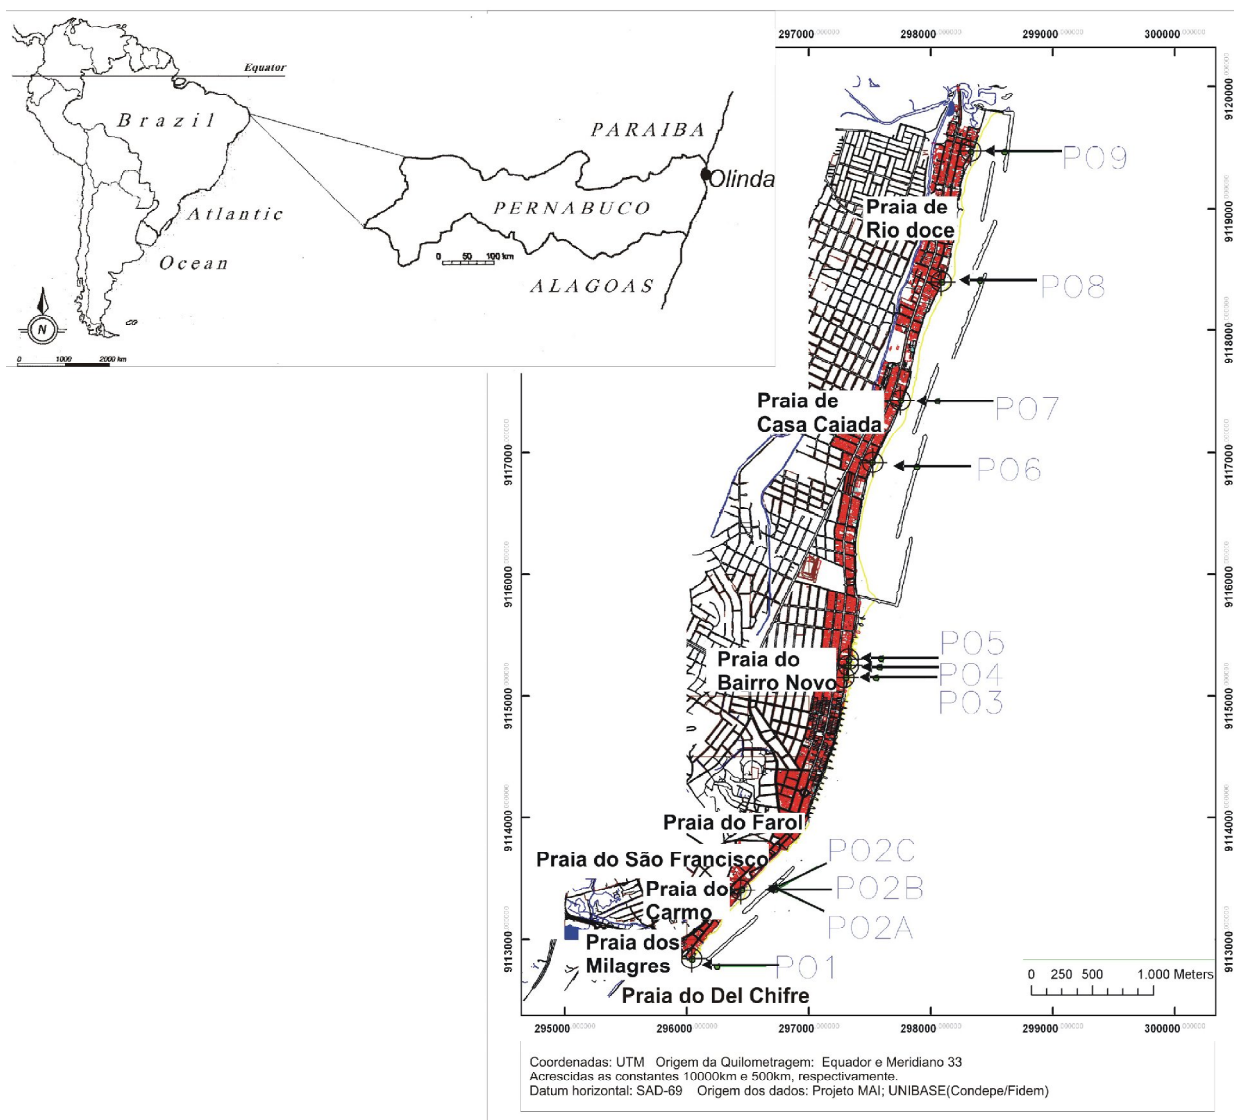 Equator
Brazil
Atlantic
Ocean
N
0 1000 2000 km
PARAIBA
Olinda
PERNABUCO
0 50 100 km
ALAGOAS
297000 298000 299000 300000
9120000
9119000
9118000
9117000
9116000
9115000
9114000
9113000
9117000
9116000
9115000
9114000
9113000
P09
Praia de
Rio doce
P08
P07
Praia de
Casa Caiada
P06
P05
Praia do
Bairro Novo
P04
P03
Praia do Farol
P02C
Praia do São Francisco
P02B
Praia do
Carmo
P02A
Praia dos
Milagres
P01
Praia do Del Chifre
0 250 500 1.000 Meters
295000 296000 297000 298000 299000 300000
Coordenadas: UTM Origem da Quilometragem: Equador e Meridiano 33
Acrescidas as constantes 10000km e 500km, respectivamente.
Datum horizontal: SAD-69 Origem dos dados: Projeto MAI; UNIBASE(Condepe/Fidem)